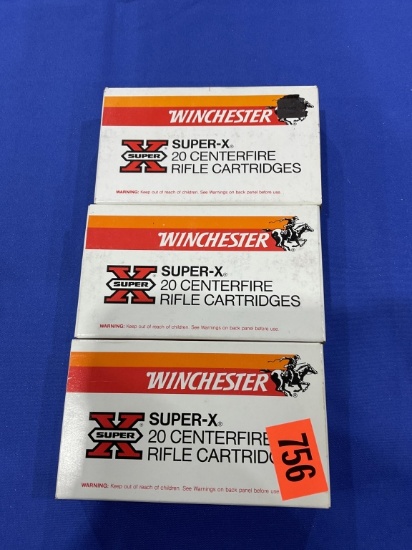 WINCHESTER
X
SUPER
SUPER-X®
20 CENTERFIRE
RIFLE CARTRIDGES
WARNING: Keep out of reach of children. See Warnings on back panel before use.
WINCHESTER
X
SUPER
SUPER-X®
20 CENTERFIRE
RIFLE CARTRIDGES
WARNING: Keep out of reach of children. See Warnings on back panel before use.
WINCHESTER
X
SUPER
SUPER-X®
20 CENTERFIRE
RIFLE CARTRIDG
WARNING: Keep out of reach of children. See Warnings on back panel before
756